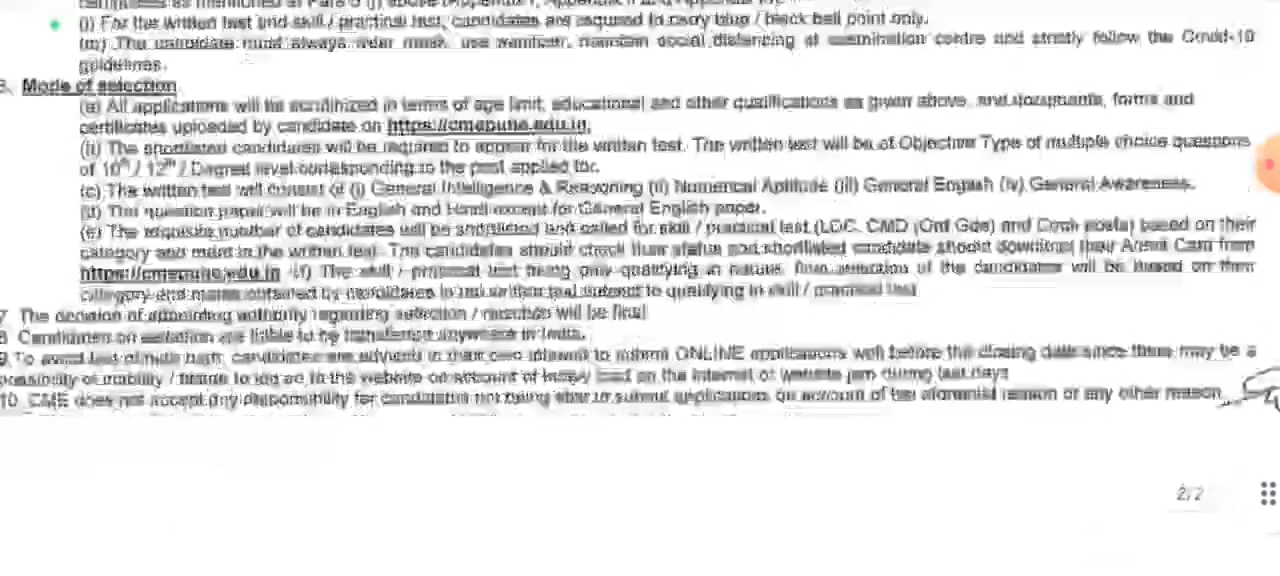 (l) For the written test and skill / practical test, candidates are required to carry blue / black ball point only.
(m) The candidate must always wear mask, use sanitizer, maintain social distancing at examination centre and strictly follow the Covid-19
guidelines.
Mode of selection
(a) All applications will be scrutinized in terms of age limit, educational and other qualifications as given above, and documents, forms and
certificates uploaded by candidate on https://cmepune.edu.in.
(b) The shortlisted candidates will be required to appear for the written test. The written test will be of Objective Type of multiple choice questions
of 10th / 12th / Degree level corresponding to the post applied for.
(c) The written test will consist of (i) General Intelligence & Reasoning (ii) Numerical Aptitude (iii) General English (iv) General Awareness.
(d) The question paper will be in English and Hindi except for General English paper.
(e) The requisite number of candidates will be shortlisted and called for skill / practical test (LDC, CMD (Ord Gde) and Cook posts) based on their
category and merit in the written test. The candidates should check their status and shortlisted candidate should download their Admit Card from
https://cmepune.edu.in (f) The skill / practical test being only qualifying in nature, final selection of the candidates will be based on their
category and marks obtained by candidates in the written test subject to qualifying in skill / practical test
7 The decision of appointing authority regarding selection / rejection will be final
8 Candidates on selection are liable to be transferred anywhere in India.
9 To avoid last minute rush, candidates are advised in their own interest to submit ONLINE applications well before the closing date since there may be a
possibility of inability / failure to log on to the website on account of heavy load on the internet or website jam during last days
10 CME does not accept any responsibility for candidates not being able to submit applications on account of the aforesaid reason or any other reason
2/2